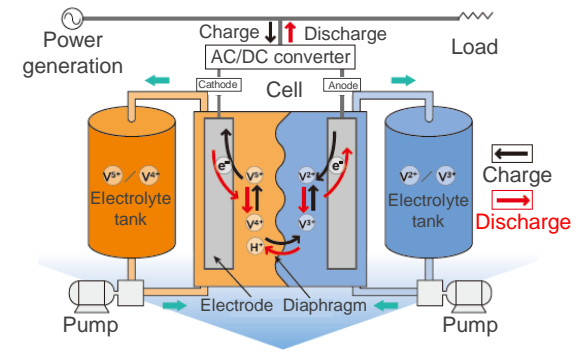 Charge Discharge
Power
generation
Load
AC/DC converter
Cathode
Anode
Cell
e⁻
e⁻
V⁵⁺ / V⁴⁺
V⁵⁺
V²⁺
V²⁺ / V³⁺
Charge
Electrolyte
tank
Electrolyte
tank
Discharge
V⁴⁺
V³⁺
H⁺
Electrode
Diaphragm
Pump
Pump